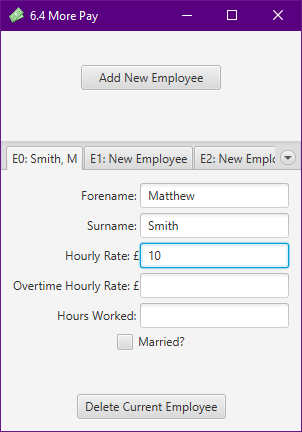 6.4 More Pay
Add New Employee
E0: Smith, M
E1: New Employee
E2: New Emplo
Forename: Matthew
Surname: Smith
Hourly Rate: £ 10
Overtime Hourly Rate: £
Hours Worked:
Married?
Delete Current Employee